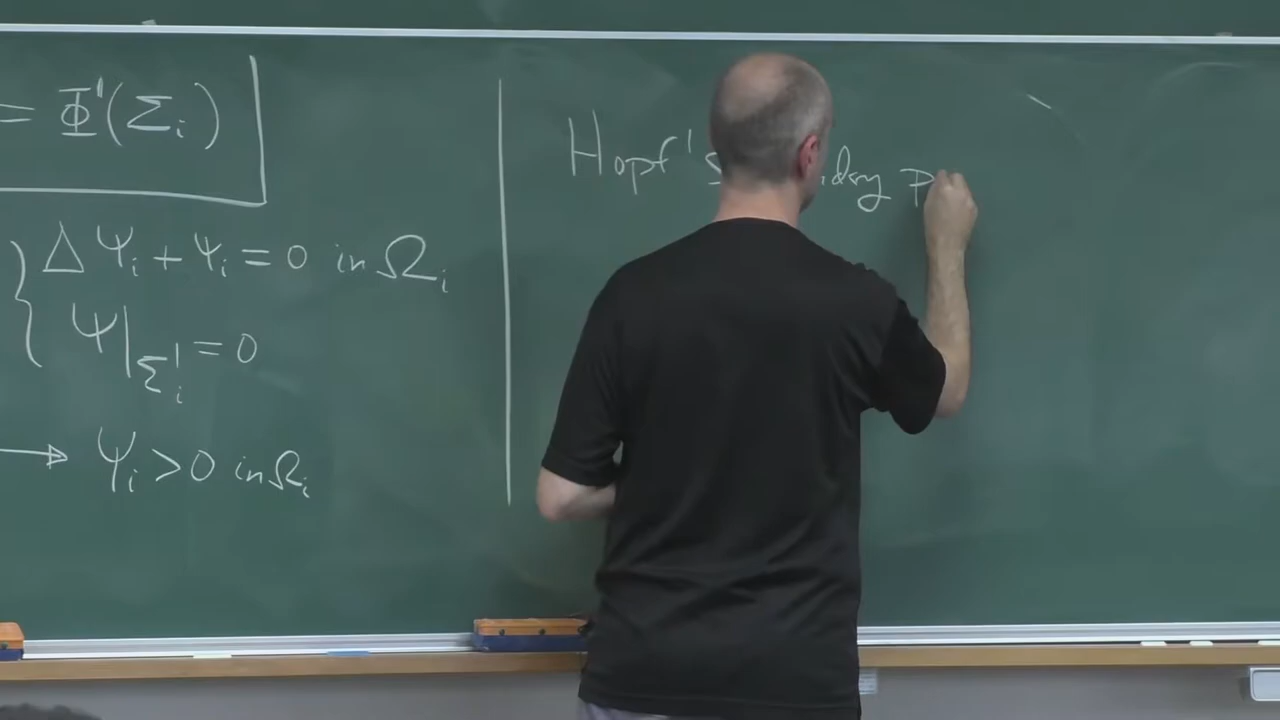 = Φ'(Σᵢ)
ΔΨᵢ + Ψᵢ = 0 in Ωᵢ
Ψ|Σ'ᵢ = 0
→ Ψᵢ > 0 in Ωᵢ
Hopf's